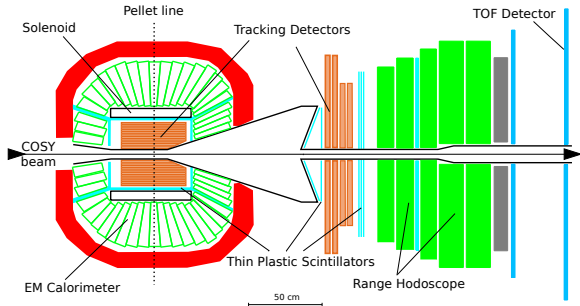 Pellet line
TOF Detector
Solenoid
Tracking Detectors
COSY
beam
Thin Plastic Scintillators
EM Calorimeter
Range Hodoscope
50 cm